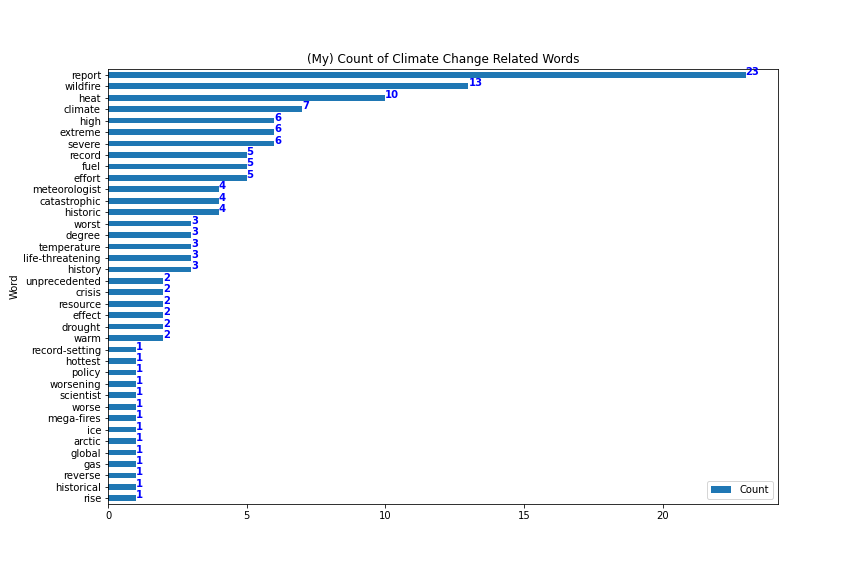 (My) Count of Climate Change Related Words
report 23
wildfire 13
heat 10
climate 7
high 6
extreme 6
severe 6
record 5
fuel 5
effort 5
meteorologist 4
catastrophic 4
historic 4
worst 3
degree 3
temperature 3
life-threatening 3
history 3
unprecedented 2
crisis 2
resource 2
effect 2
drought 2
warm 2
record-setting 1
hottest 1
policy 1
worsening 1
scientist 1
worse 1
mega-fires 1
ice 1
arctic 1
global 1
gas 1
reverse 1
historical 1
rise 1
Word
Count
0 5 10 15 20